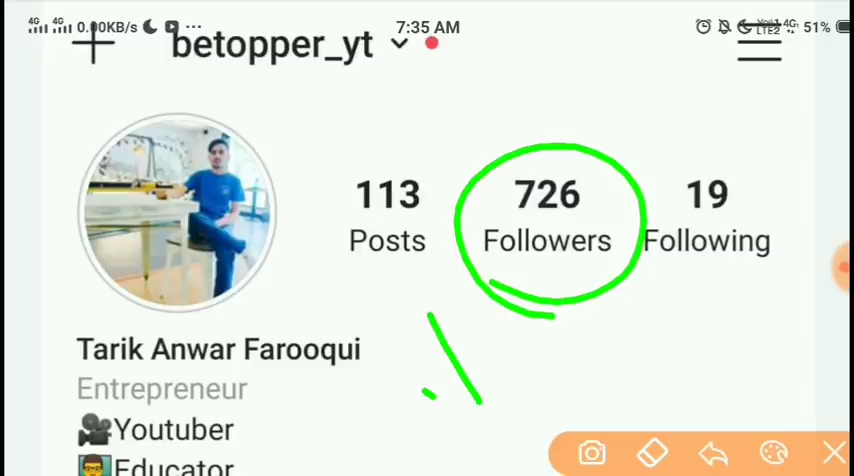 4G 4G 0.00KB/s 7:35 AM 4G 51%
betopper_yt
113 726 19
Posts Followers Following
Tarik Anwar Farooqui
Entrepreneur
🎥Youtuber
👨‍🏫Educator